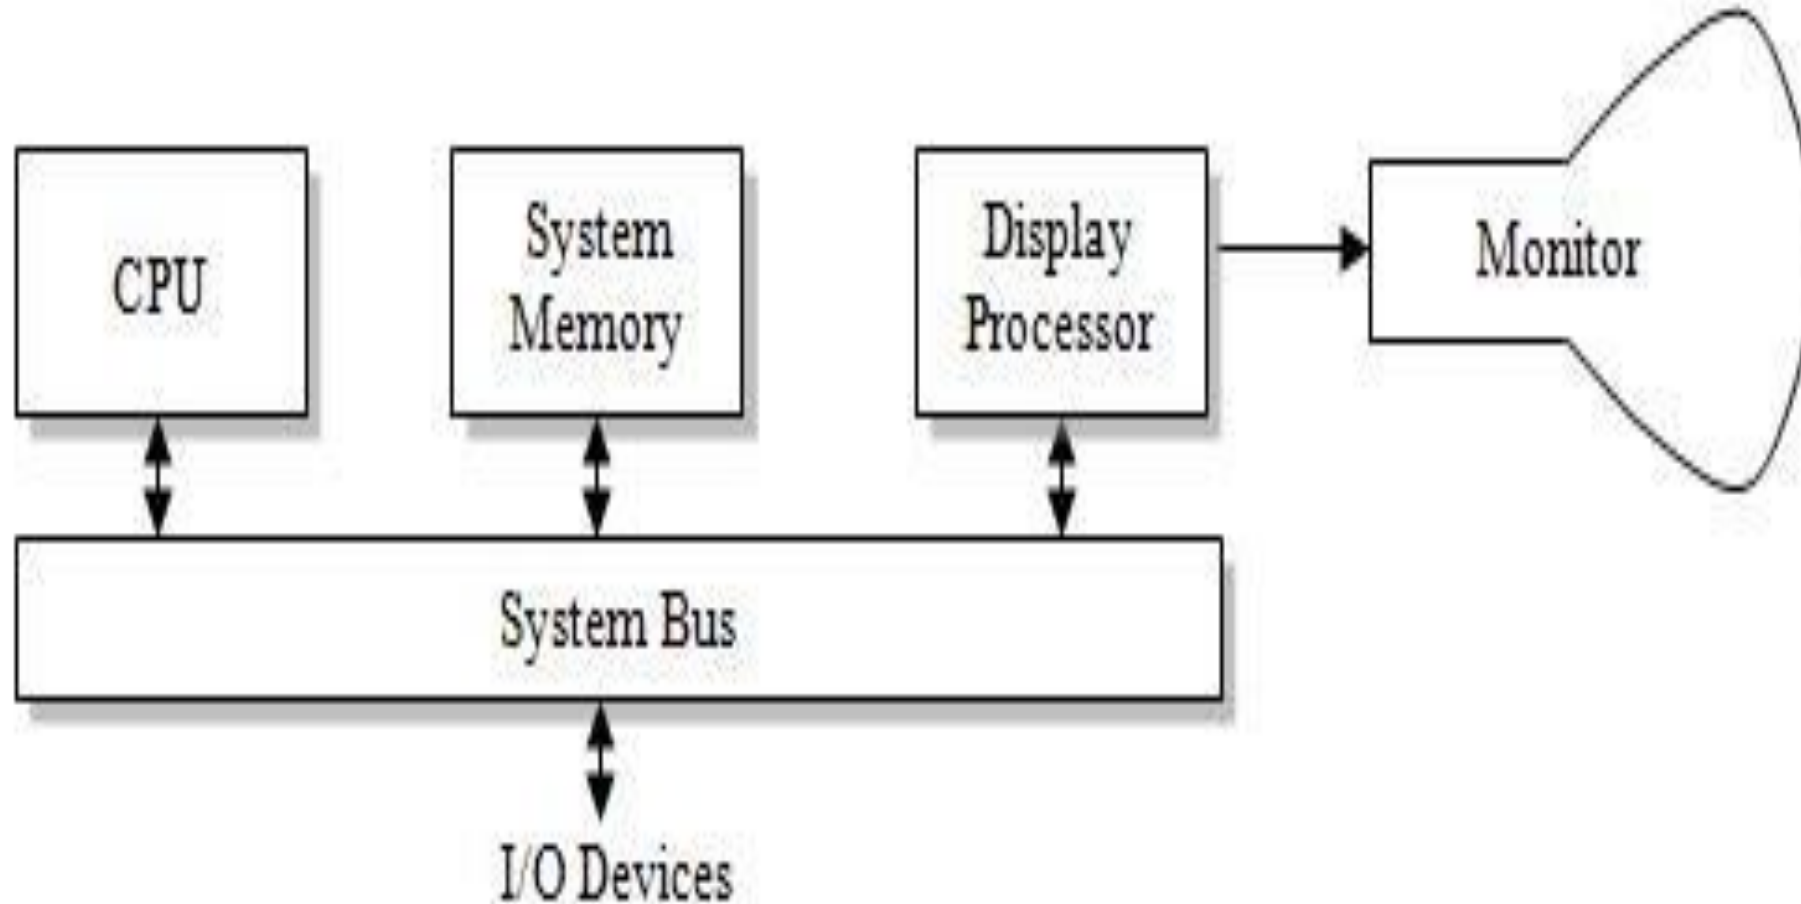 CPU
System
Memory
Display
Processor
Monitor
System Bus
I/O Devices